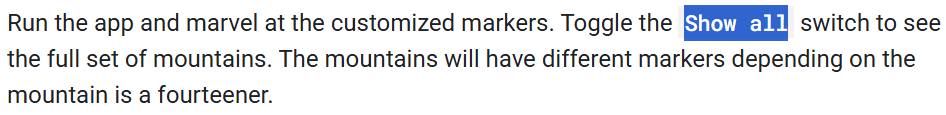 Run the app and marvel at the customized markers. Toggle the Show all switch to see
the full set of mountains. The mountains will have different markers depending on the
mountain is a fourteener.